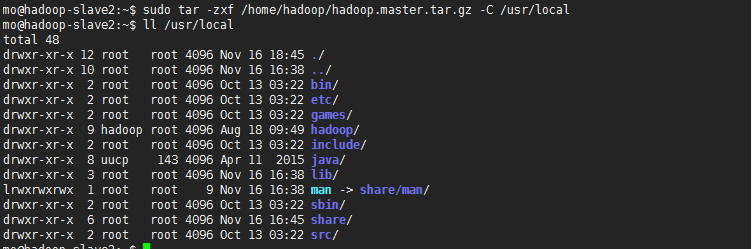 mo@hadoop-slave2:~$ sudo tar -zxf /home/hadoop/hadoop.master.tar.gz -C /usr/local
mo@hadoop-slave2:~$ ll /usr/local
total 48
drwxr-xr-x 12 root   root 4096 Nov 16 18:45 ./
drwxr-xr-x 10 root   root 4096 Nov 16 16:38 ../
drwxr-xr-x  2 root   root 4096 Oct 13 03:22 bin/
drwxr-xr-x  2 root   root 4096 Oct 13 03:22 etc/
drwxr-xr-x  2 root   root 4096 Oct 13 03:22 games/
drwxr-xr-x  9 hadoop root 4096 Aug 18 09:49 hadoop/
drwxr-xr-x  2 root   root 4096 Oct 13 03:22 include/
drwxr-xr-x  8 uucp    143 4096 Apr 11  2015 java/
drwxr-xr-x  3 root   root 4096 Nov 16 16:38 lib/
lrwxrwxrwx  1 root   root    9 Nov 16 16:38 man -> share/man/
drwxr-xr-x  2 root   root 4096 Oct 13 03:22 sbin/
drwxr-xr-x  6 root   root 4096 Nov 16 16:45 share/
drwxr-xr-x  2 root   root 4096 Oct 13 03:22 src/
mo@hadoop-slave2:~$